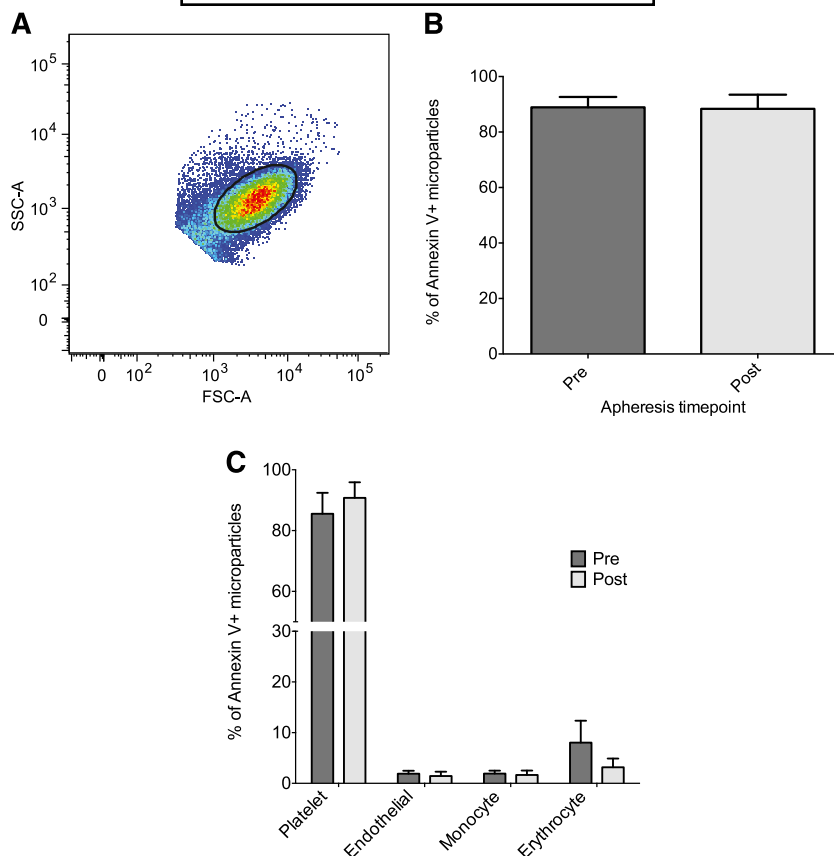 A
SSC-A
10^5
10^4
10^3
10^2
0
0 10^2 10^3 10^4 10^5
FSC-A
B
% of Annexin V+ microparticles
100
80
60
40
20
0
Pre Post
Apheresis timepoint
C
% of Annexin V+ microparticles
100
80
60
30
20
10
0
Pre
Post
Platelet Endothelial Monocyte Erythrocyte